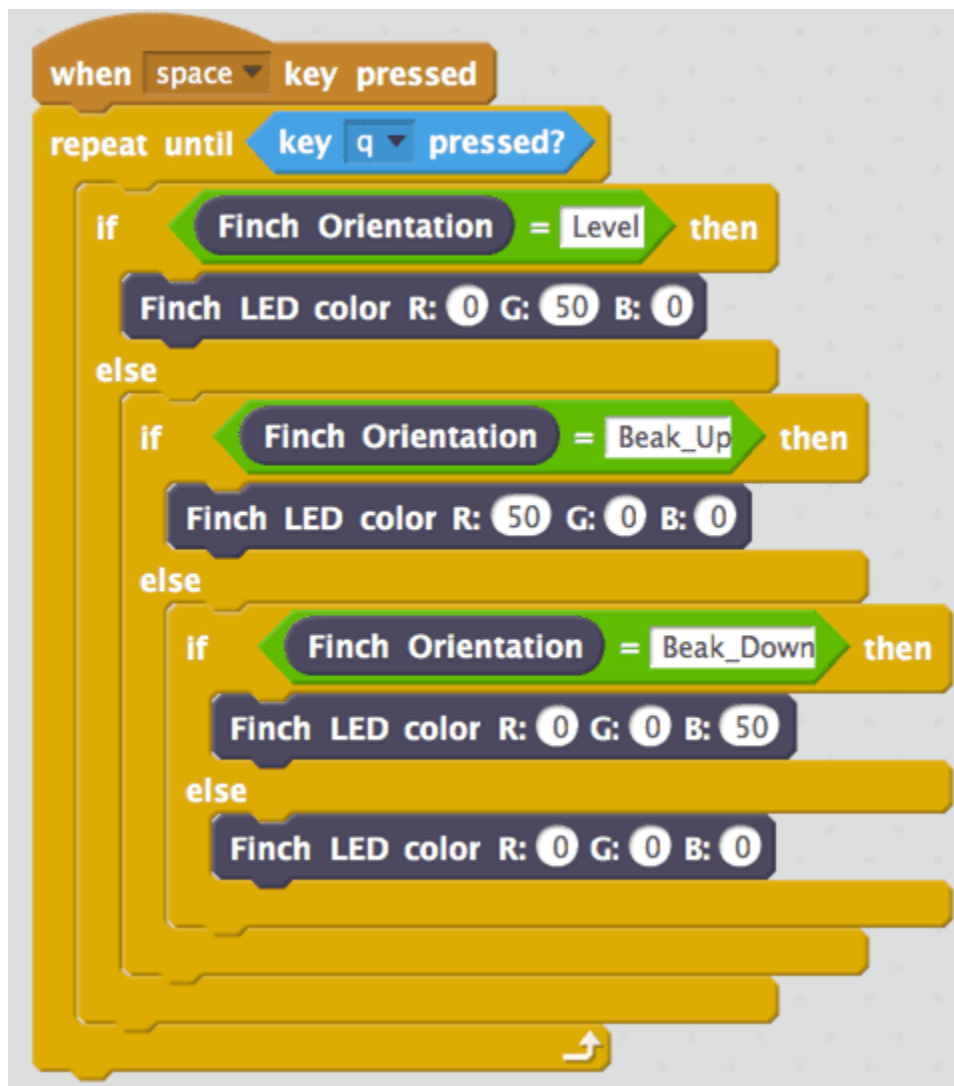 when space key pressed
repeat until key q pressed?
if Finch Orientation = Level then
Finch LED color R: 0 G: 50 B: 0
else
if Finch Orientation = Beak_Up then
Finch LED color R: 50 G: 0 B: 0
else
if Finch Orientation = Beak_Down then
Finch LED color R: 0 G: 0 B: 50
else
Finch LED color R: 0 G: 0 B: 0